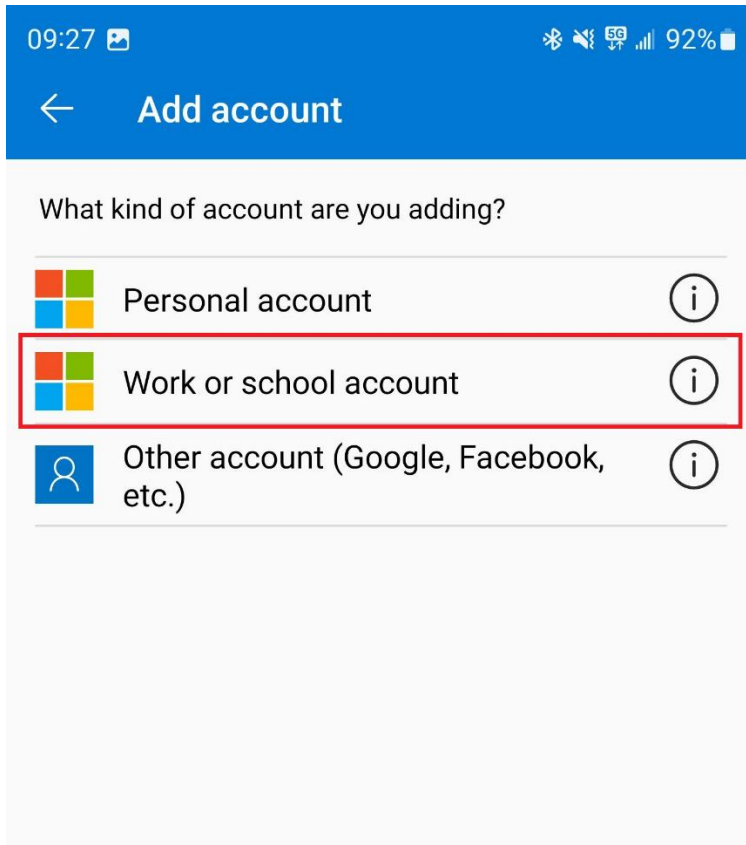 09:27 5G 92%
Add account
What kind of account are you adding?
Personal account
Work or school account
Other account (Google, Facebook,
etc.)